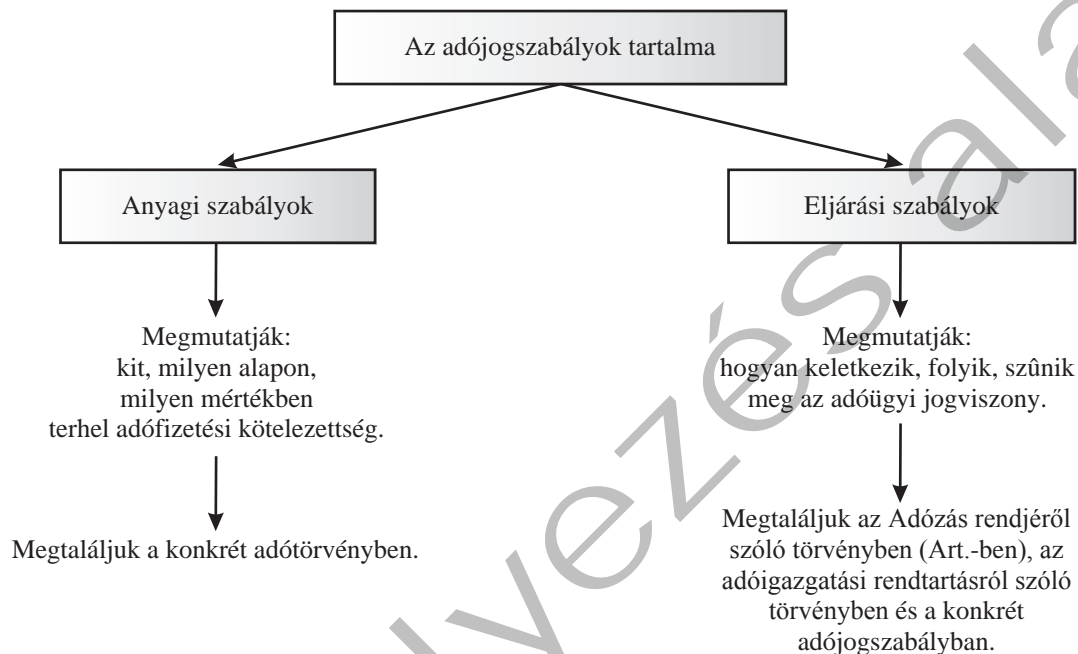 Az adójogszabályok tartalma
Anyagi szabályok
Eljárási szabályok
Megmutatják:
kit, milyen alapon,
milyen mértékben
terhel adófizetési kötelezettség.
Megmutatják:
hogyan keletkezik, folyik, szûnik
meg az adóügyi jogviszony.
Megtaláljuk a konkrét adótörvényben.
Megtaláljuk az Adózás rendjéről
szóló törvényben (Art.-ben), az
adóigazgatási rendtartásról szóló
törvényben és a konkrét
adójogszabályban.
yezés ala